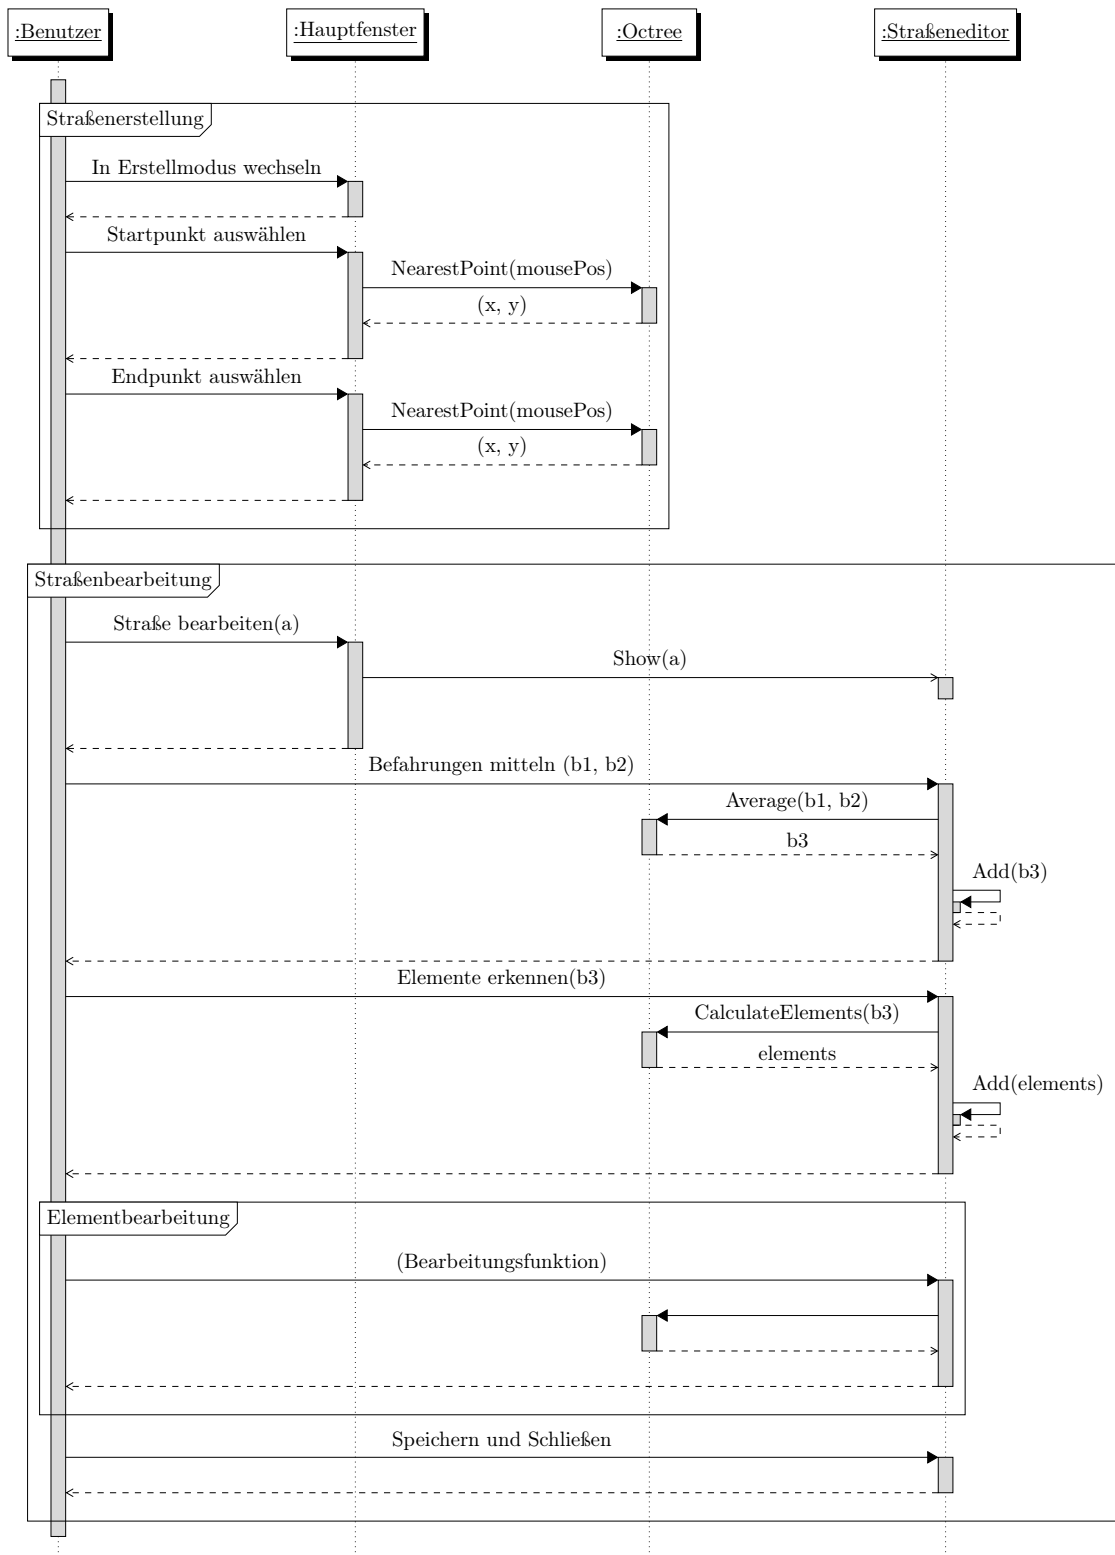 :Benutzer
:Hauptfenster
:Octree
:Straßeneditor
Straßenerstellung
In Erstellmodus wechseln
Startpunkt auswählen
NearestPoint(mousePos)
(x, y)
Endpunkt auswählen
NearestPoint(mousePos)
(x, y)
Straßenbearbeitung
Straße bearbeiten(a)
Show(a)
Befahrungen mitteln (b1, b2)
Average(b1, b2)
b3
Add(b3)
Elemente erkennen(b3)
CalculateElements(b3)
elements
Add(elements)
Elementbearbeitung
(Bearbeitungsfunktion)
Speichern und Schließen